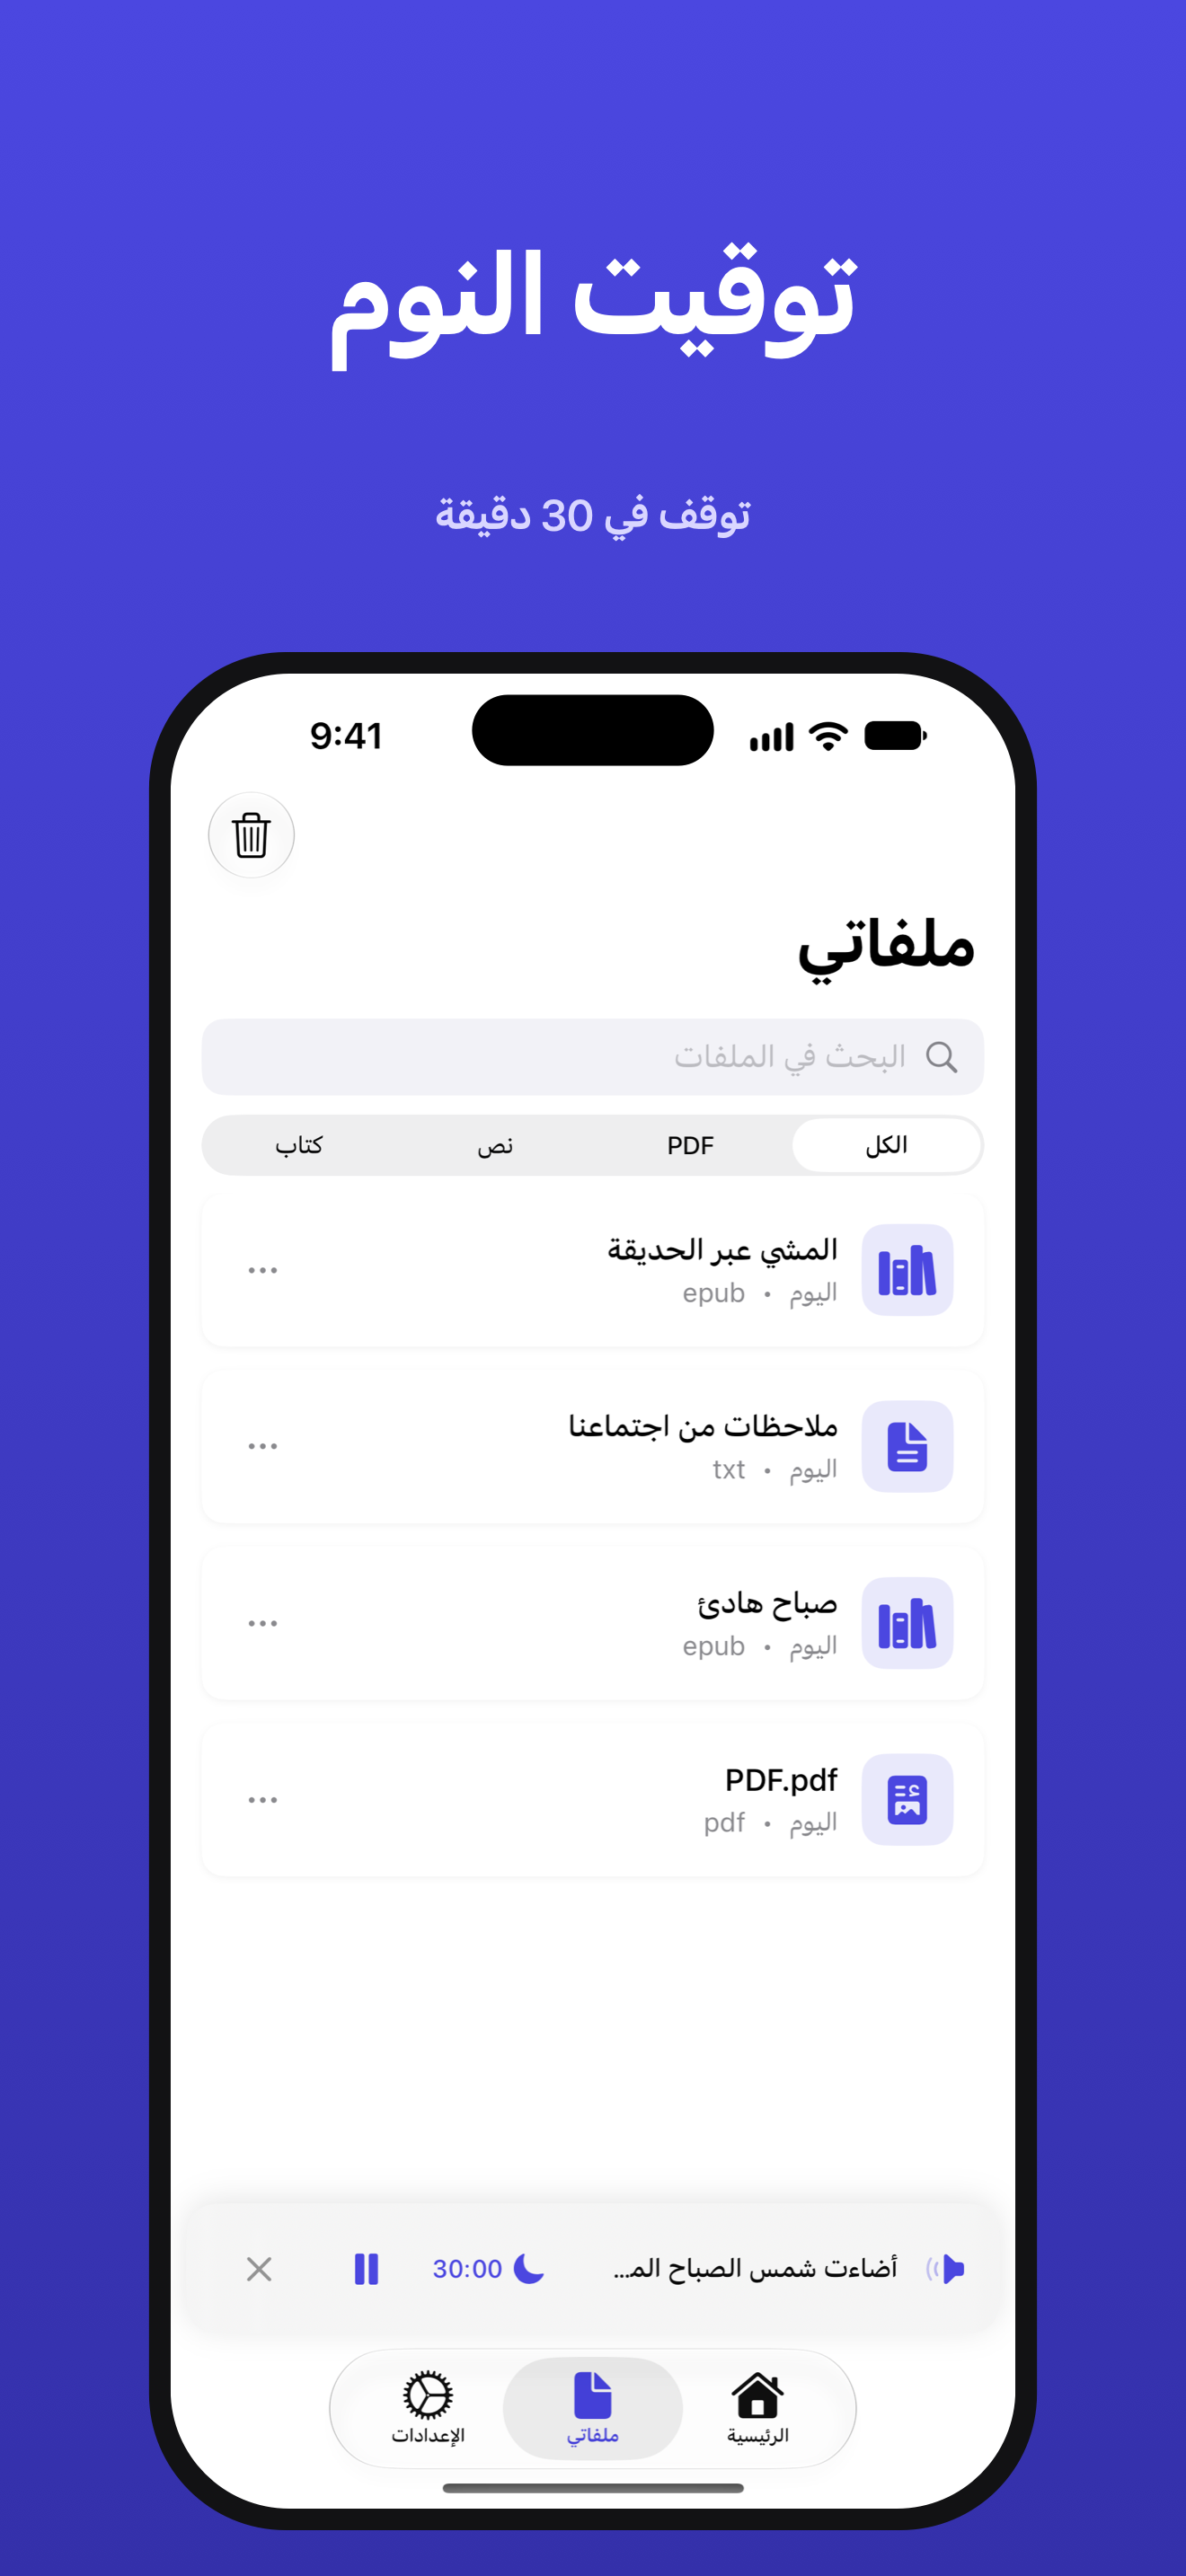 توقيت النوم
توقف في 30 دقيقة
9:41
ملفاتي
البحث في الملفات
الكل PDF نص كتاب
المشي عبر الحديقة
اليوم • epub
ملاحظات من اجتماعنا
اليوم • txt
صباح هادئ
اليوم • epub
PDF.pdf
اليوم • pdf
أضاءت شمس الصباح المـ... 30:00
الرئيسية ملفاتي الإعدادات